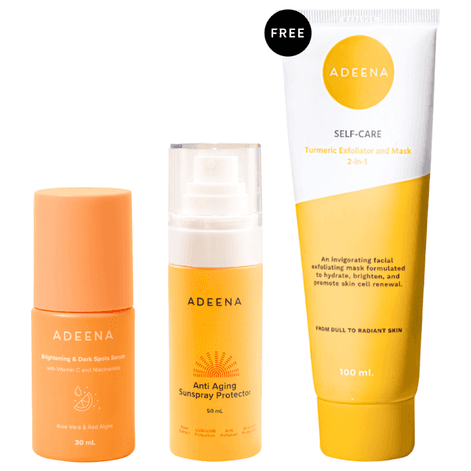 FREE
ADEENA
SELF-CARE
Turmeric Exfoliator and Mask
2-in-1
An invigorating facial
exfoliating mask formulated
to hydrate, brighten, and
promote skin cell renewal.
FROM DULL TO RADIANT SKIN
100 ml.
ADEENA
Anti Aging
Sunspray Protector
50 mL
ADEENA
Brightening & Dark Spots Serum
with Vitamin C and Niacinamide
Aloe Vera & Red Algae
30 mL